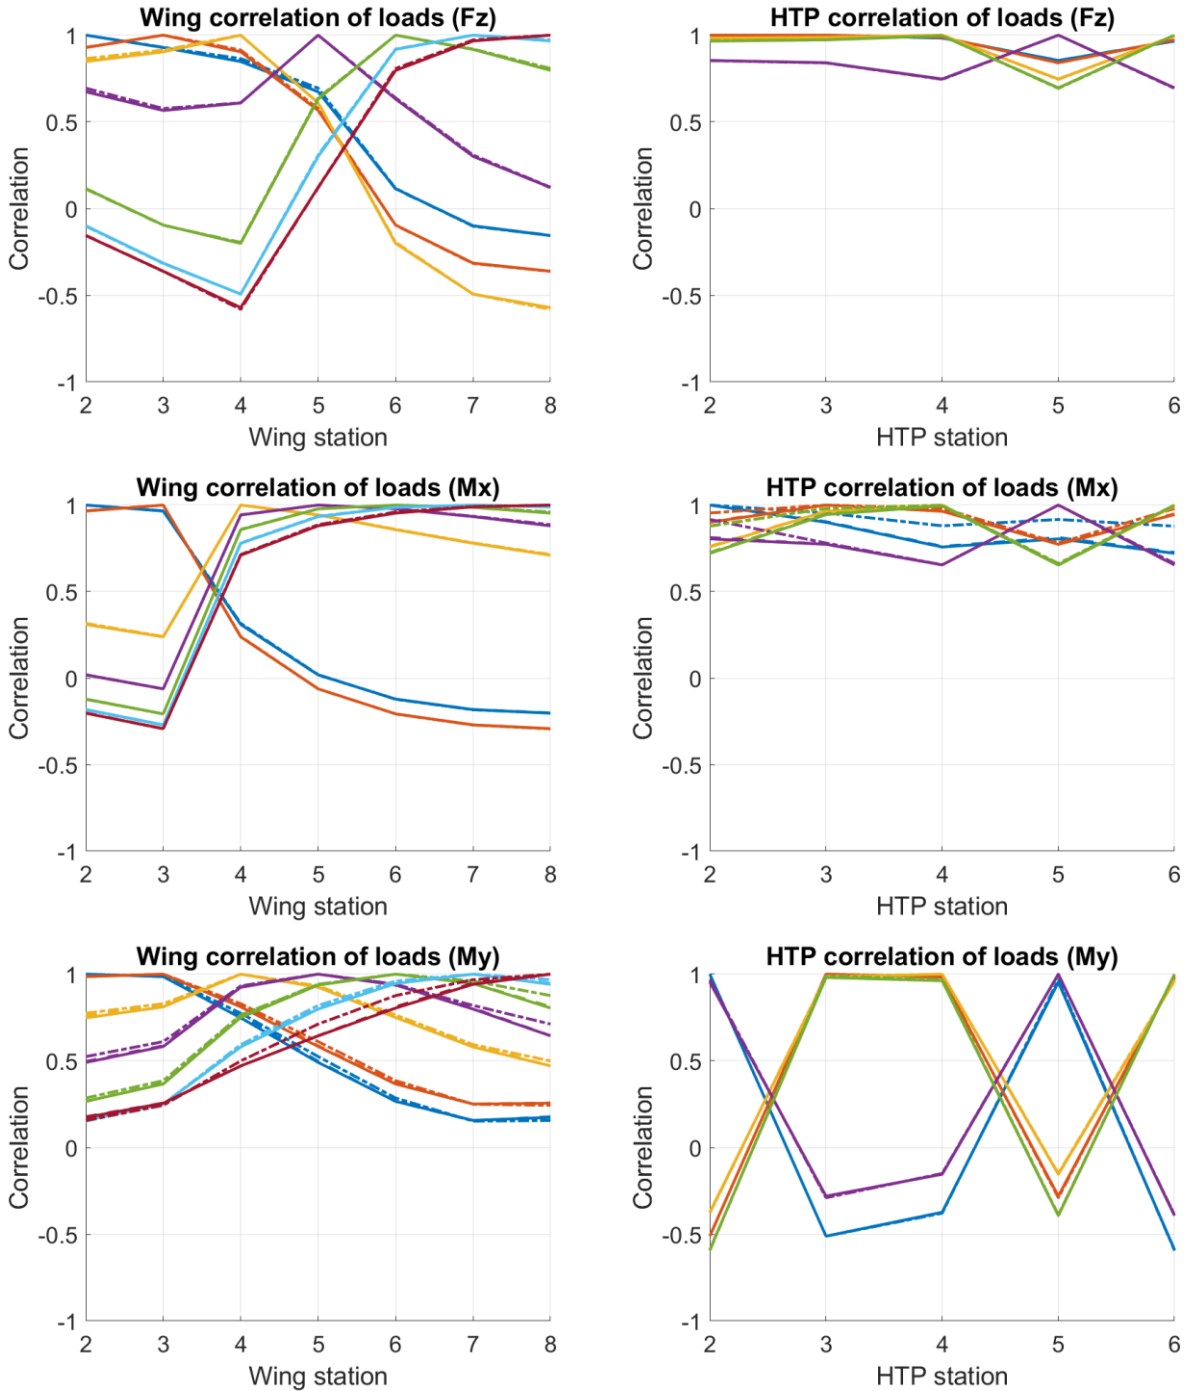 Wing correlation of loads (Fz)
1
0.5
0
-0.5
-1
Correlation
2 3 4 5 6 7 8
Wing station
HTP correlation of loads (Fz)
1
0.5
0
-0.5
-1
Correlation
2 3 4 5 6
HTP station
Wing correlation of loads (Mx)
1
0.5
0
-0.5
-1
Correlation
2 3 4 5 6 7 8
Wing station
HTP correlation of loads (Mx)
1
0.5
0
-0.5
-1
Correlation
2 3 4 5 6
HTP station
Wing correlation of loads (My)
1
0.5
0
-0.5
-1
Correlation
2 3 4 5 6 7 8
Wing station
HTP correlation of loads (My)
1
0.5
0
-0.5
-1
Correlation
2 3 4 5 6
HTP station